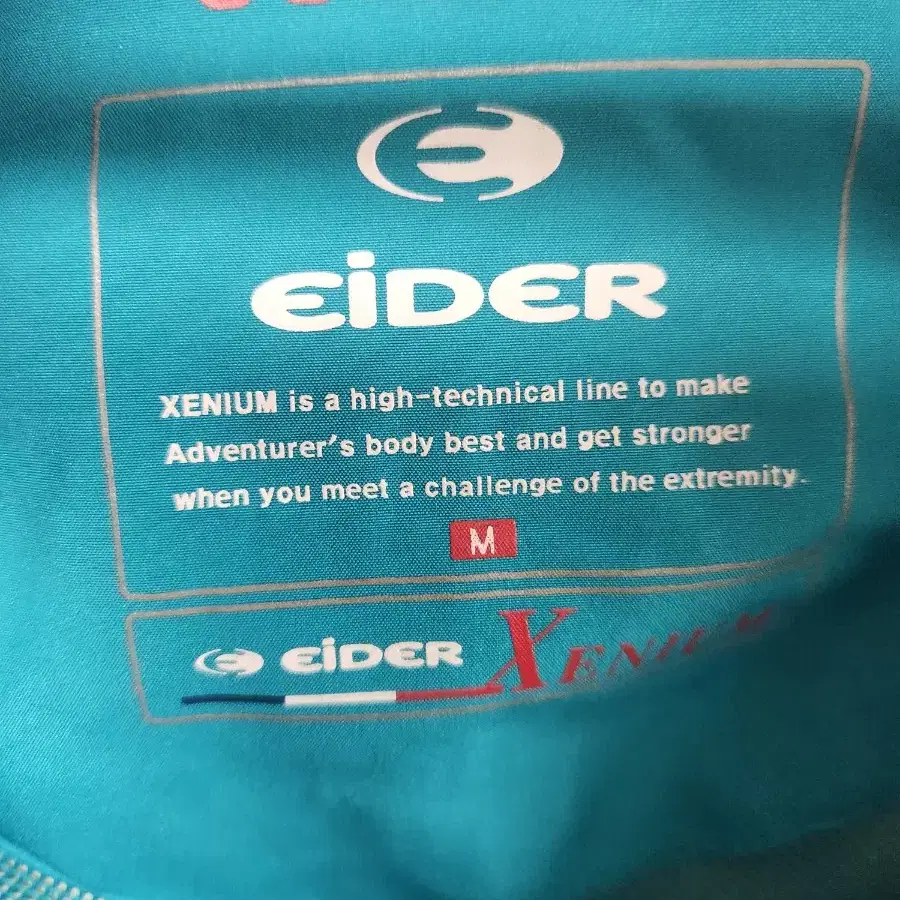 EiDER
XENIUM is a high-technical line to make
Adventurer's body best and get stronger
when you meet a challenge of the extremity.
M
EiDER XENIUM